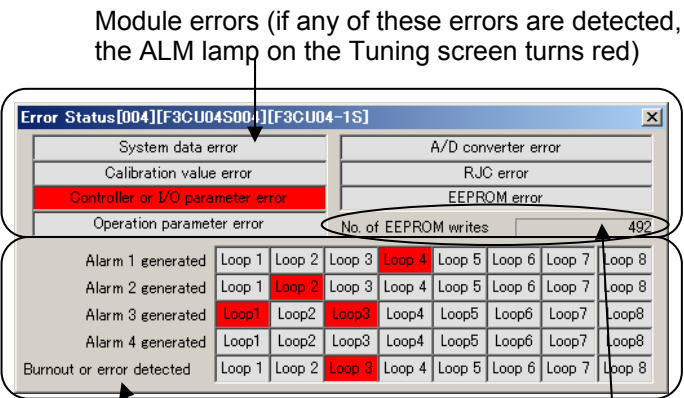 Module errors (if any of these errors are detected,
the ALM lamp on the Tuning screen turns red)
Error Status[004][F3CU04S004][F3CU04-1S]
System data error A/D converter error
Calibration value error RJC error
Controller or I/O parameter error EEPROM error
Operation parameter error No. of EEPROM writes 492
Alarm 1 generated Loop 1 Loop 2 Loop 3 Loop 4 Loop 5 Loop 6 Loop 7 Loop 8
Alarm 2 generated Loop 1 Loop 2 Loop 3 Loop 4 Loop 5 Loop 6 Loop 7 Loop 8
Alarm 3 generated Loop1 Loop2 Loop3 Loop4 Loop5 Loop6 Loop7 Loop8
Alarm 4 generated Loop1 Loop2 Loop3 Loop4 Loop5 Loop6 Loop7 Loop8
Burnout or error detected Loop 1 Loop 2 Loop 3 Loop 4 Loop 5 Loop 6 Loop 7 Loop 8